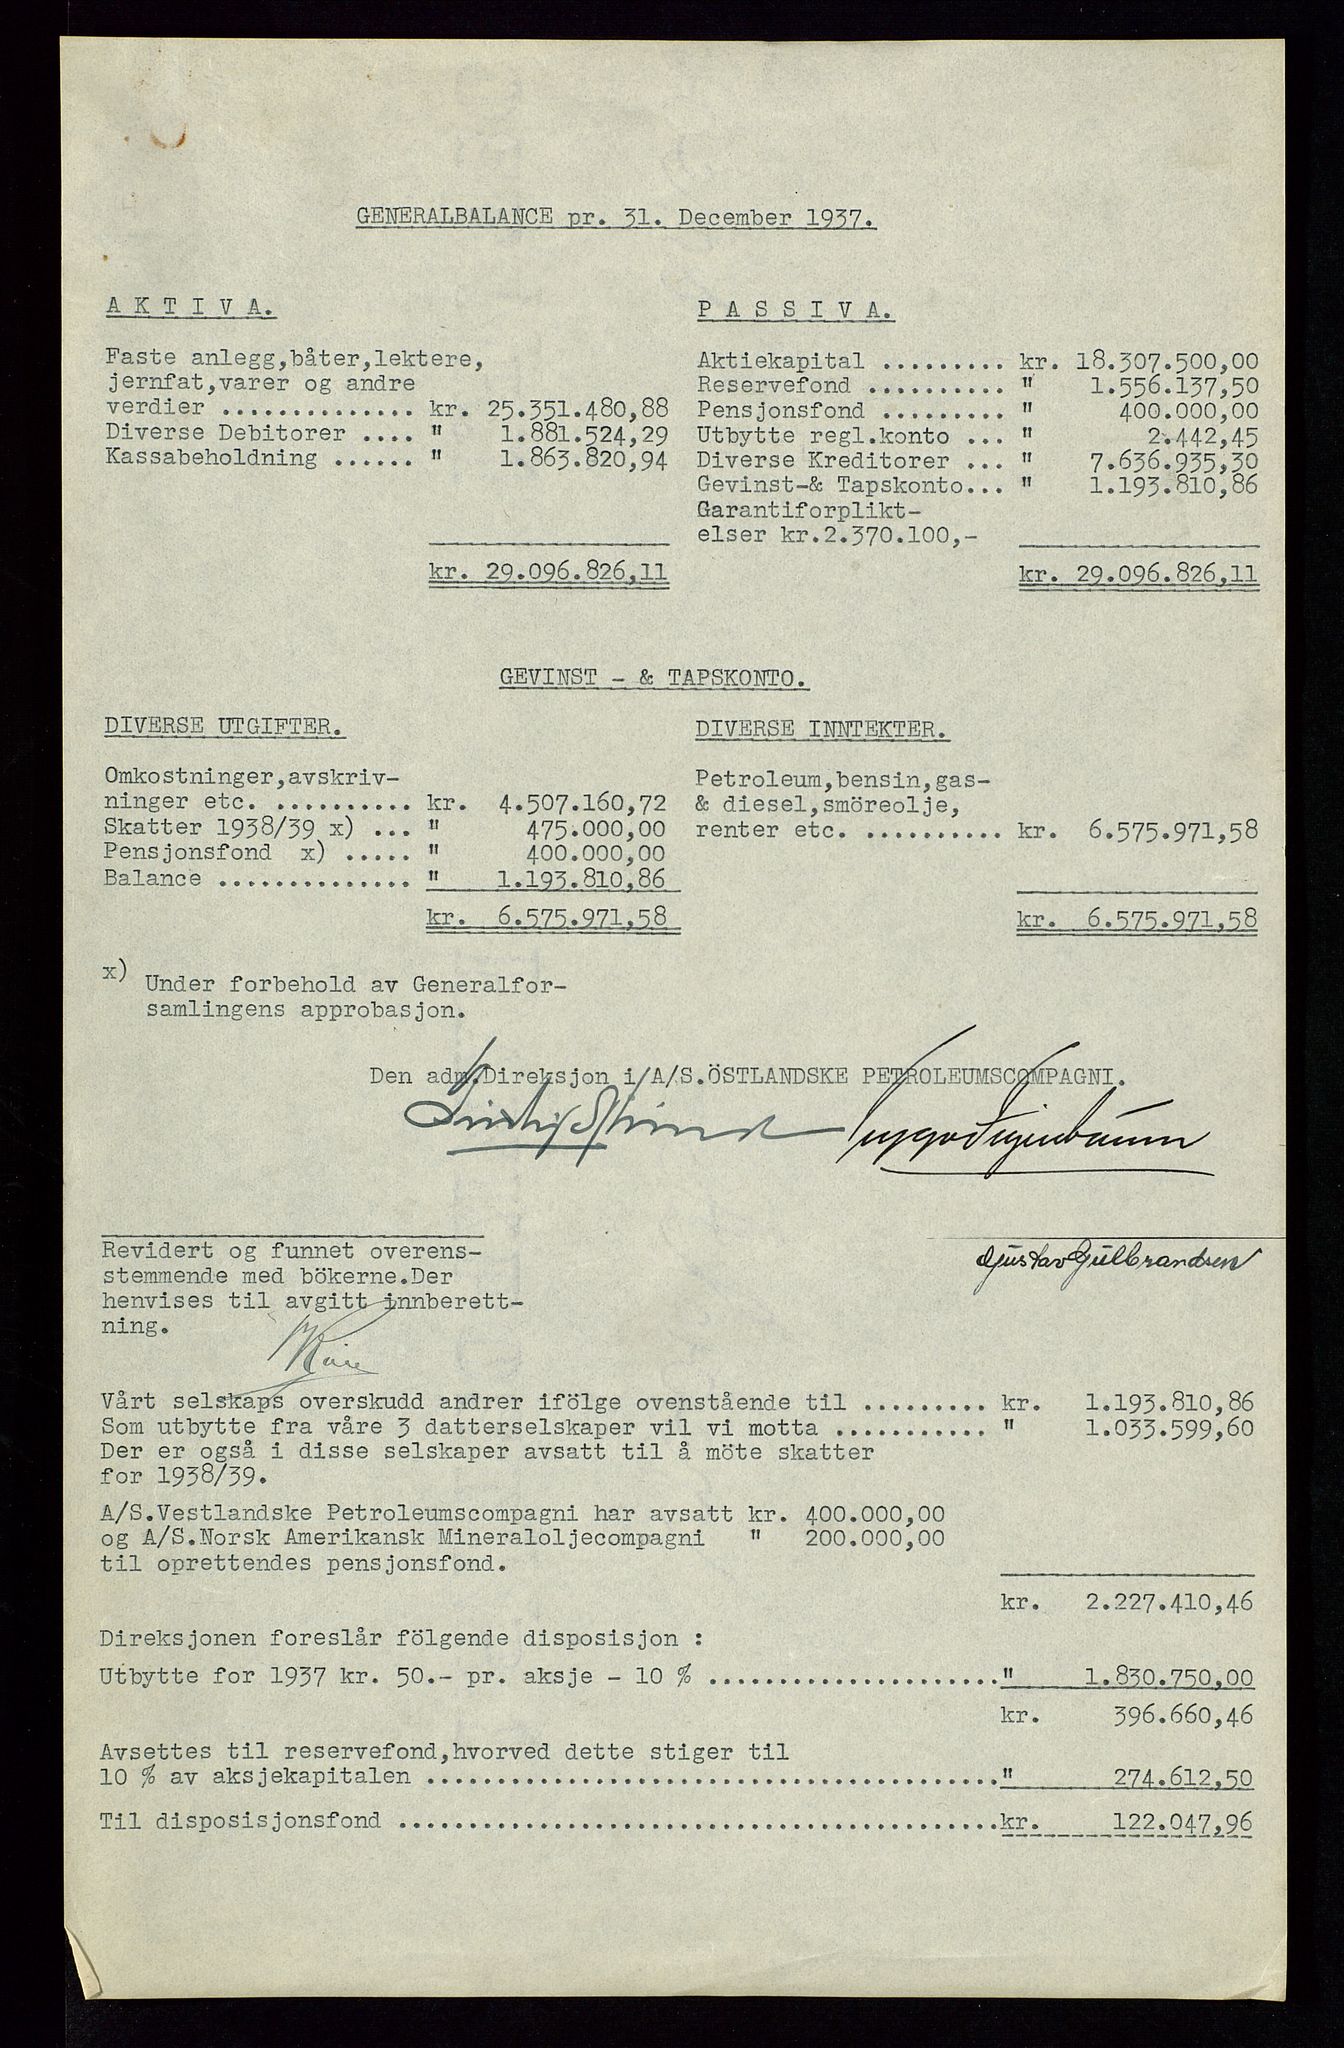 GENERALBALANCE pr. 31. December 1937.
A K T I V A.
Faste anlegg,båter,lektere,
jernfat,varer og andre
verdier .............. kr. 25.351.480,88
Diverse Debitorer .... " 1.881.524,29
Kassabeholdning ...... " 1.863.820,94
kr. 29.096.826,11
P A S S I V A.
Aktiekapital ......... kr. 18.307.500,00
Reservefond .......... " 1.556.137,50
Pensjonsfond ......... " 400.000,00
Utbytte regl.konto ... " 2.442,45
Diverse Kreditorer ... " 7.636.935,30
Gevinst-& Tapskonto... " 1.193.810,86
Garantiforplikt-
elser kr.2.370.100,-
kr. 29.096.826,11
GEVINST - & TAPSKONTO.
DIVERSE UTGIFTER.
Omkostninger,avskriv-
ninger etc. .......... kr. 4.507.160,72
Skatter 1938/39 x) ... " 475.000,00
Pensjonsfond x) ..... " 400.000,00
Balance .............. " 1.193.810,86
kr. 6.575.971,58
DIVERSE INNTEKTER.
Petroleum,bensin,gas-
& diesel,smöreolje,
renter etc. .......... kr. 6.575.971,58
kr. 6.575.971,58
x) Under forbehold av Generalfor-
samlingens approbasjon.
Den adm.Direksjon i A/S.ÖSTLANDSKE PETROLEUMSCOMPAGNI.
Gustav Gulbrandsen
Revidert og funnet overens-
stemmende med bökerne.Der
henvises til avgitt innberett-
ning.
Vårt selskaps overskudd andrer ifölge ovenstående til ......... kr. 1.193.810,86
Som utbytte fra våre 3 datterselskaper vil vi motta ........... " 1.033.599,60
Der er også i disse selskaper avsatt til å möte skatter
for 1938/39.
A/S.Vestlandske Petroleumscompagni har avsatt kr. 400.000,00
og A/S.Norsk Amerikansk Mineraloljecompagni " 200.000,00
til oprettendes pensjonsfond.
kr. 2.227.410,46
Direksjonen foreslår fölgende disposisjon :
Utbytte for 1937 kr. 50.- pr. aksje - 10 % ....................." 1.830.750,00
kr. 396.660,46
Avsettes til reservefond,hvorved dette stiger til
10 % av aksjekapitalen ........................................." 274.612,50
Til disposisjonsfond ...........................................kr. 122.047,96